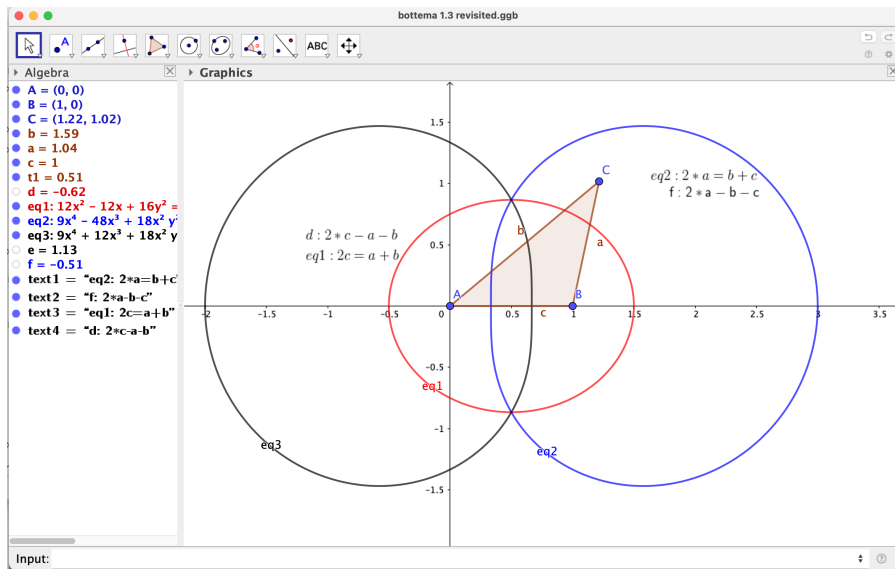 bottema 1.3 revisited.ggb
ABC
Algebra
Graphics
A = (0, 0)
B = (1, 0)
C = (1.22, 1.02)
b = 1.59
a = 1.04
c = 1
t1 = 0.51
d = −0.62
eq1: 12x² − 12x + 16y² =
eq2: 9x⁴ − 48x³ + 18x² y²
eq3: 9x⁴ + 12x³ + 18x² y
e = 1.13
f = −0.51
text1 = “eq2: 2*a=b+c”
text2 = “f: 2*a-b-c”
text3 = “eq1: 2c=a+b”
text4 = “d: 2*c-a-b”
1.5
1
0.5
−0.5
−1
−1.5
−2
−1.5
−1
−0.5
0
0.5
1
1.5
2
2.5
3
3.5
C
eq2 : 2 * a = b + c
f : 2 * a − b − c
d : 2 * c − a − b
eq1 : 2c = a + b
b
a
A
B
c
eq1
eq3
eq2
Input: